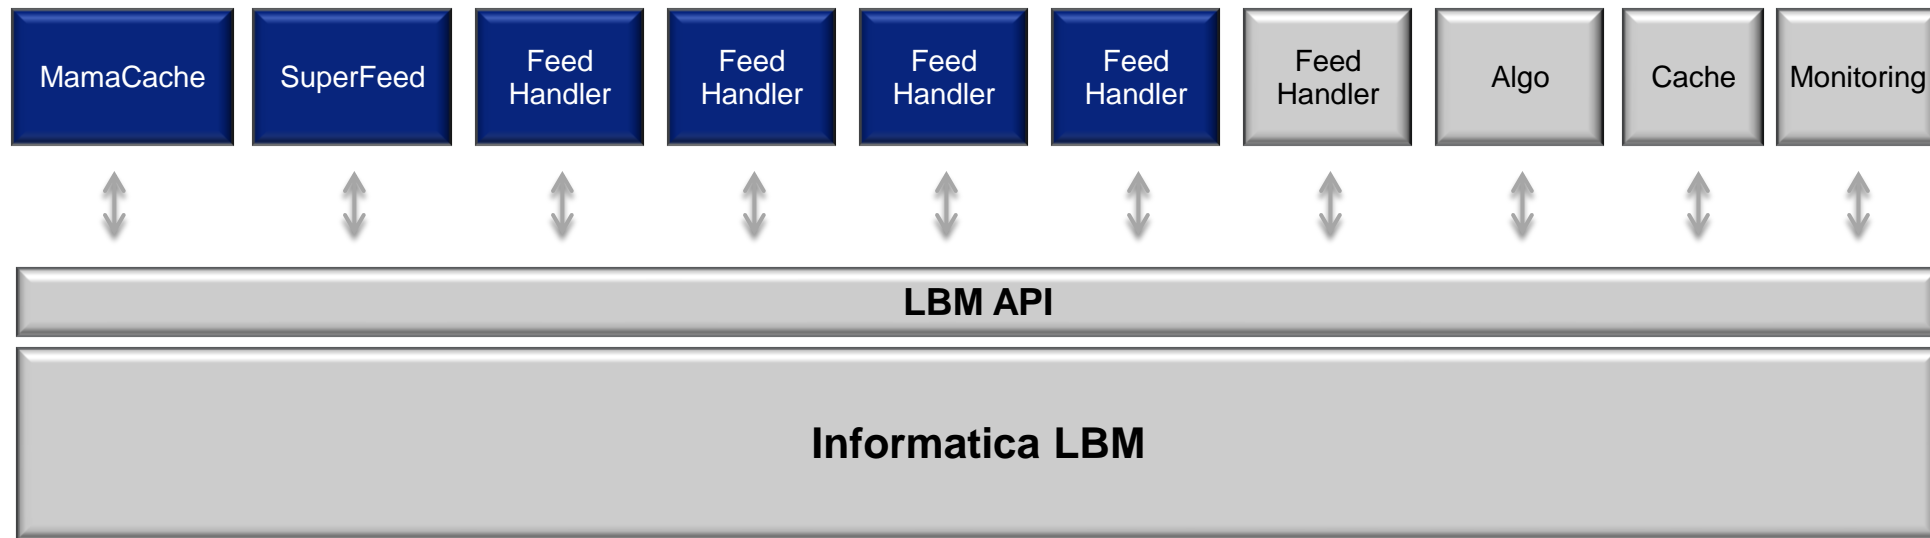 MamaCache
SuperFeed
Feed
Handler
Feed
Handler
Feed
Handler
Feed
Handler
Feed
Handler
Algo
Cache
Monitoring
LBM API
Informatica LBM